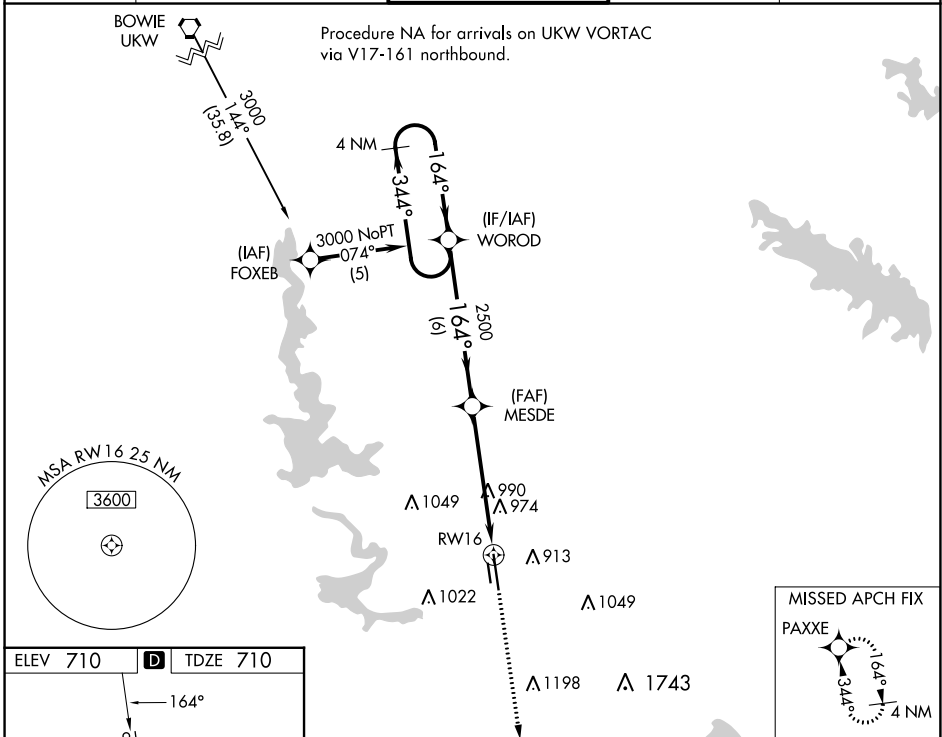 BOWIE
UKW
Procedure NA for arrivals on UKW VORTAC
via V17-161 northbound.
3000
144°
(35.8)
4 NM
164°
344°
(IF/IAF)
WOROD
3000 NoPT
074°
(5)
(IAF)
FOXEB
2500
164°
(6)
(FAF)
MESDE
MSA RW16 25 NM
3600
990
1049
974
RW16
913
1022
1049
MISSED APCH FIX
PAXXE
164°
344°
4 NM
ELEV 710
D
TDZE 710
164°
1198
1743